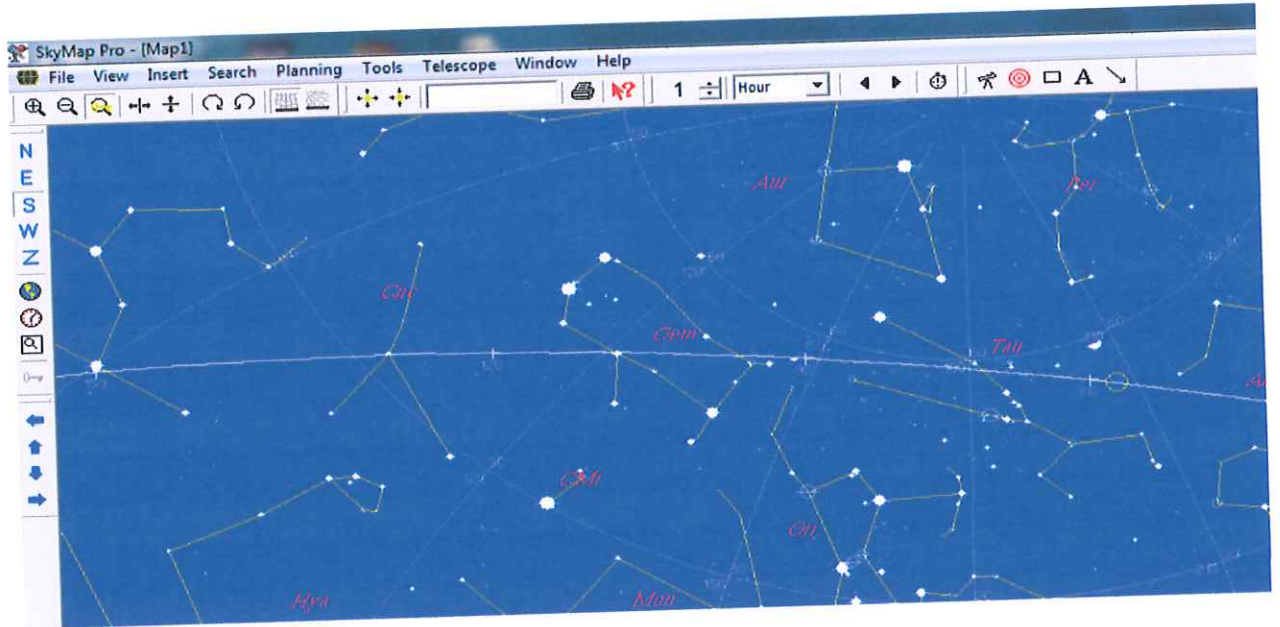 SkyMap Pro - [Map1]
File View Insert Search Planning Tools Telescope Window Help
1 Hour
N
E
S
W
Z
Aur
Per
Cnc
Gem
Tau
CMi
Ori
Hya
Mon